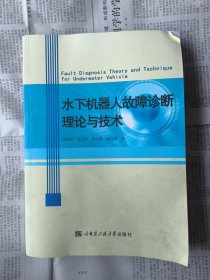 Fault Diagnosis Theory and Technique
for Underwater Vehicle
水下机器人故障诊断
理论与技术
哈尔滨工程大学出版社